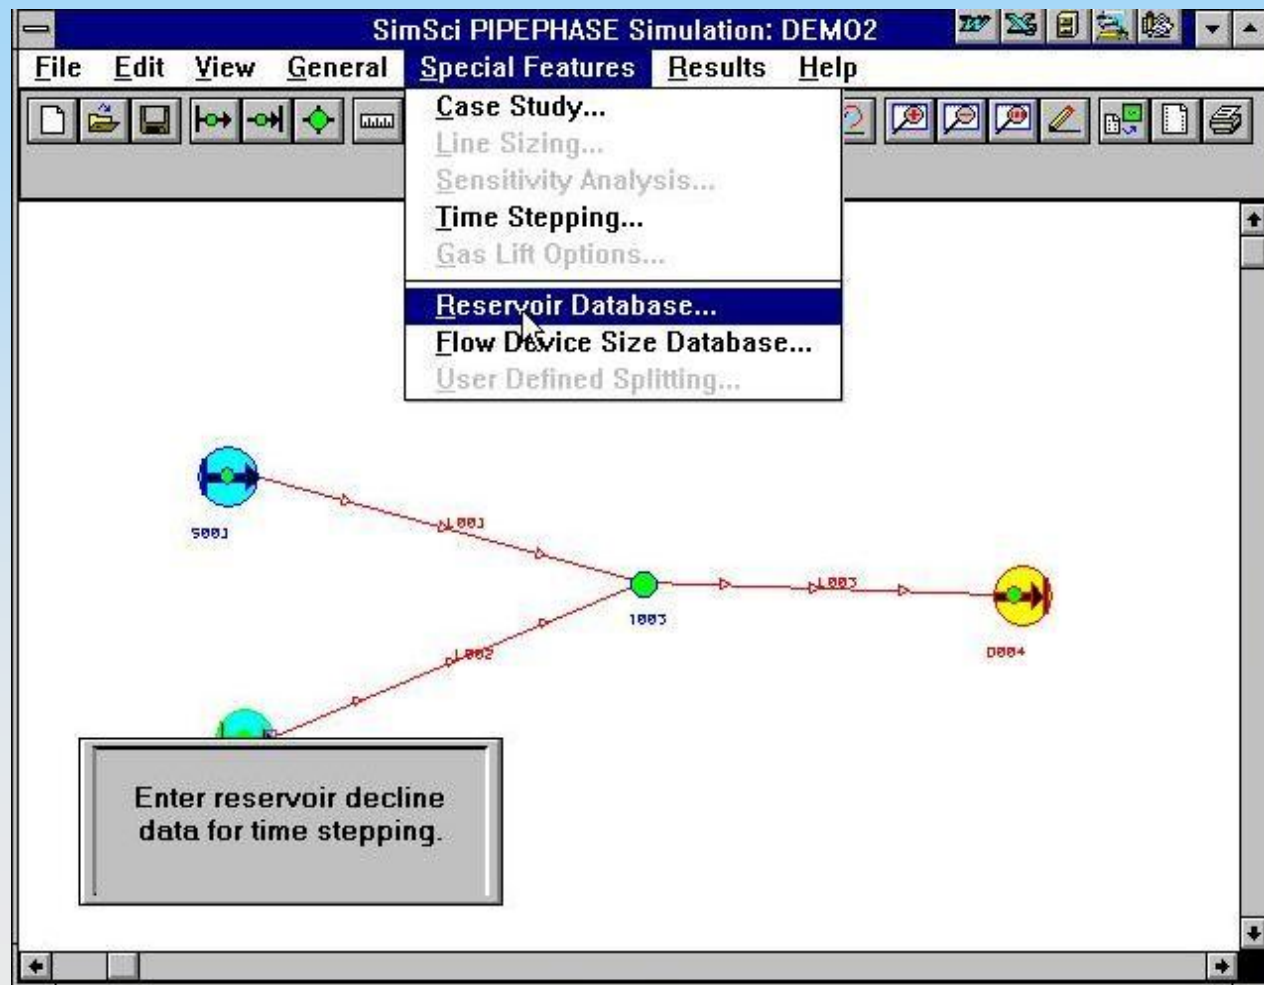 SimSci PIPEPHASE Simulation: DEMO2
File Edit View General Special Features Results Help
Case Study...
Line Sizing...
Sensitivity Analysis...
Time Stepping...
Gas Lift Options...
Reservoir Database...
Flow Device Size Database...
User Defined Splitting...
S001
L001
L003
1003
L002
D004
Enter reservoir decline
data for time stepping.